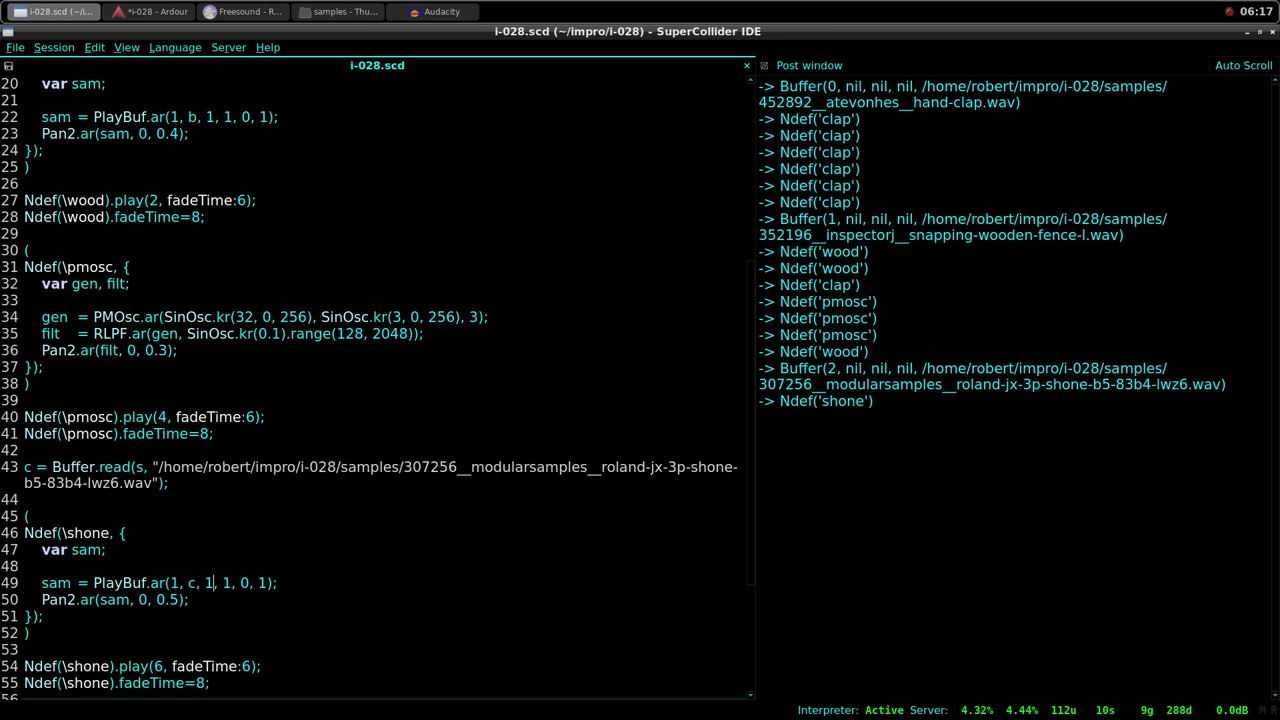 i-028.scd (~/i...
*i-028 - Ardour
Freesound - R...
samples - Thu...
Audacity
06:17
i-028.scd (~/impro/i-028) - SuperCollider IDE
File Session Edit View Language Server Help
i-028.scd
20 var sam;
21
22 sam = PlayBuf.ar(1, b, 1, 1, 0, 1);
23 Pan2.ar(sam, 0, 0.4);
24 });
25 )
26
27 Ndef(\wood).play(2, fadeTime:6);
28 Ndef(\wood).fadeTime=8;
29
30 (
31 Ndef(\pmosc, {
32 var gen, filt;
33
34 gen = PMOsc.ar(SinOsc.kr(32, 0, 256), SinOsc.kr(3, 0, 256), 3);
35 filt = RLPF.ar(gen, SinOsc.kr(0.1).range(128, 2048));
36 Pan2.ar(filt, 0, 0.3);
37 });
38 )
39
40 Ndef(\pmosc).play(4, fadeTime:6);
41 Ndef(\pmosc).fadeTime=8;
42
43 c = Buffer.read(s, "/home/robert/impro/i-028/samples/307256__modularsamples__roland-jx-3p-shone-
b5-83b4-lwz6.wav");
44
45 (
46 Ndef(\shone, {
47 var sam;
48
49 sam = PlayBuf.ar(1, c, 1, 1, 0, 1);
50 Pan2.ar(sam, 0, 0.5);
51 });
52 )
53
54 Ndef(\shone).play(6, fadeTime:6);
55 Ndef(\shone).fadeTime=8;
56
Post window
Auto Scroll
-> Buffer(0, nil, nil, nil, /home/robert/impro/i-028/samples/
452892__atevonhes__hand-clap.wav)
-> Ndef('clap')
-> Ndef('clap')
-> Ndef('clap')
-> Ndef('clap')
-> Ndef('clap')
-> Ndef('clap')
-> Buffer(1, nil, nil, nil, /home/robert/impro/i-028/samples/
352196__inspectorj__snapping-wooden-fence-l.wav)
-> Ndef('wood')
-> Ndef('wood')
-> Ndef('clap')
-> Ndef('pmosc')
-> Ndef('pmosc')
-> Ndef('pmosc')
-> Ndef('wood')
-> Buffer(2, nil, nil, nil, /home/robert/impro/i-028/samples/
307256__modularsamples__roland-jx-3p-shone-b5-83b4-lwz6.wav)
-> Ndef('shone')
Interpreter: Active Server: 4.32% 4.44% 112u 10s 9g 288d 0.0dB M R